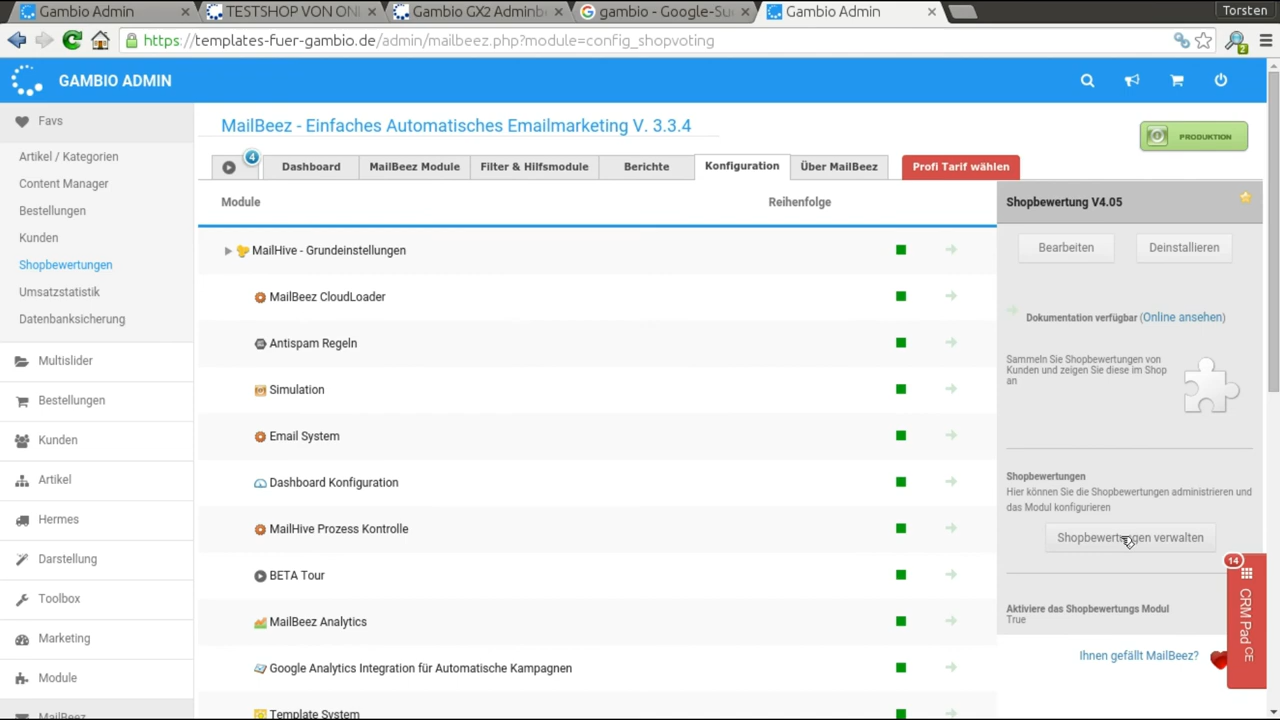 Gambio Admin
TESTSHOP VON ONI
Gambio GX2 Adminb
gambio - Google-Su
Gambio Admin
Torsten
https://templates-fuer-gambio.de/admin/mailbeez.php?module=config_shopvoting
2
GAMBIO ADMIN
Favs
Artikel / Kategorien
Content Manager
Bestellungen
Kunden
Shopbewertungen
Umsatzstatistik
Datenbanksicherung
Multislider
Bestellungen
Kunden
Artikel
Hermes
Darstellung
Toolbox
Marketing
Module
MailBeez
MailBeez - Einfaches Automatisches Emailmarketing V. 3.3.4
PRODUKTION
4
Dashboard
MailBeez Module
Filter & Hilfsmodule
Berichte
Konfiguration
Über MailBeez
Profi Tarif wählen
Module
Reihenfolge
MailHive - Grundeinstellungen
MailBeez CloudLoader
Antispam Regeln
Simulation
Email System
Dashboard Konfiguration
MailHive Prozess Kontrolle
BETA Tour
MailBeez Analytics
Google Analytics Integration für Automatische Kampagnen
Template System
Shopbewertung V4.05
Bearbeiten
Deinstallieren
Dokumentation verfügbar (Online ansehen)
Sammeln Sie Shopbewertungen von
Kunden und zeigen Sie diese im Shop
an
Shopbewertungen
Hier können Sie die Shopbewertungen administrieren und
das Modul konfigurieren
Shopbewertungen verwalten
Aktiviere das Shopbewertungs Modul
True
Ihnen gefällt MailBeez?
14
CRM Pad CE